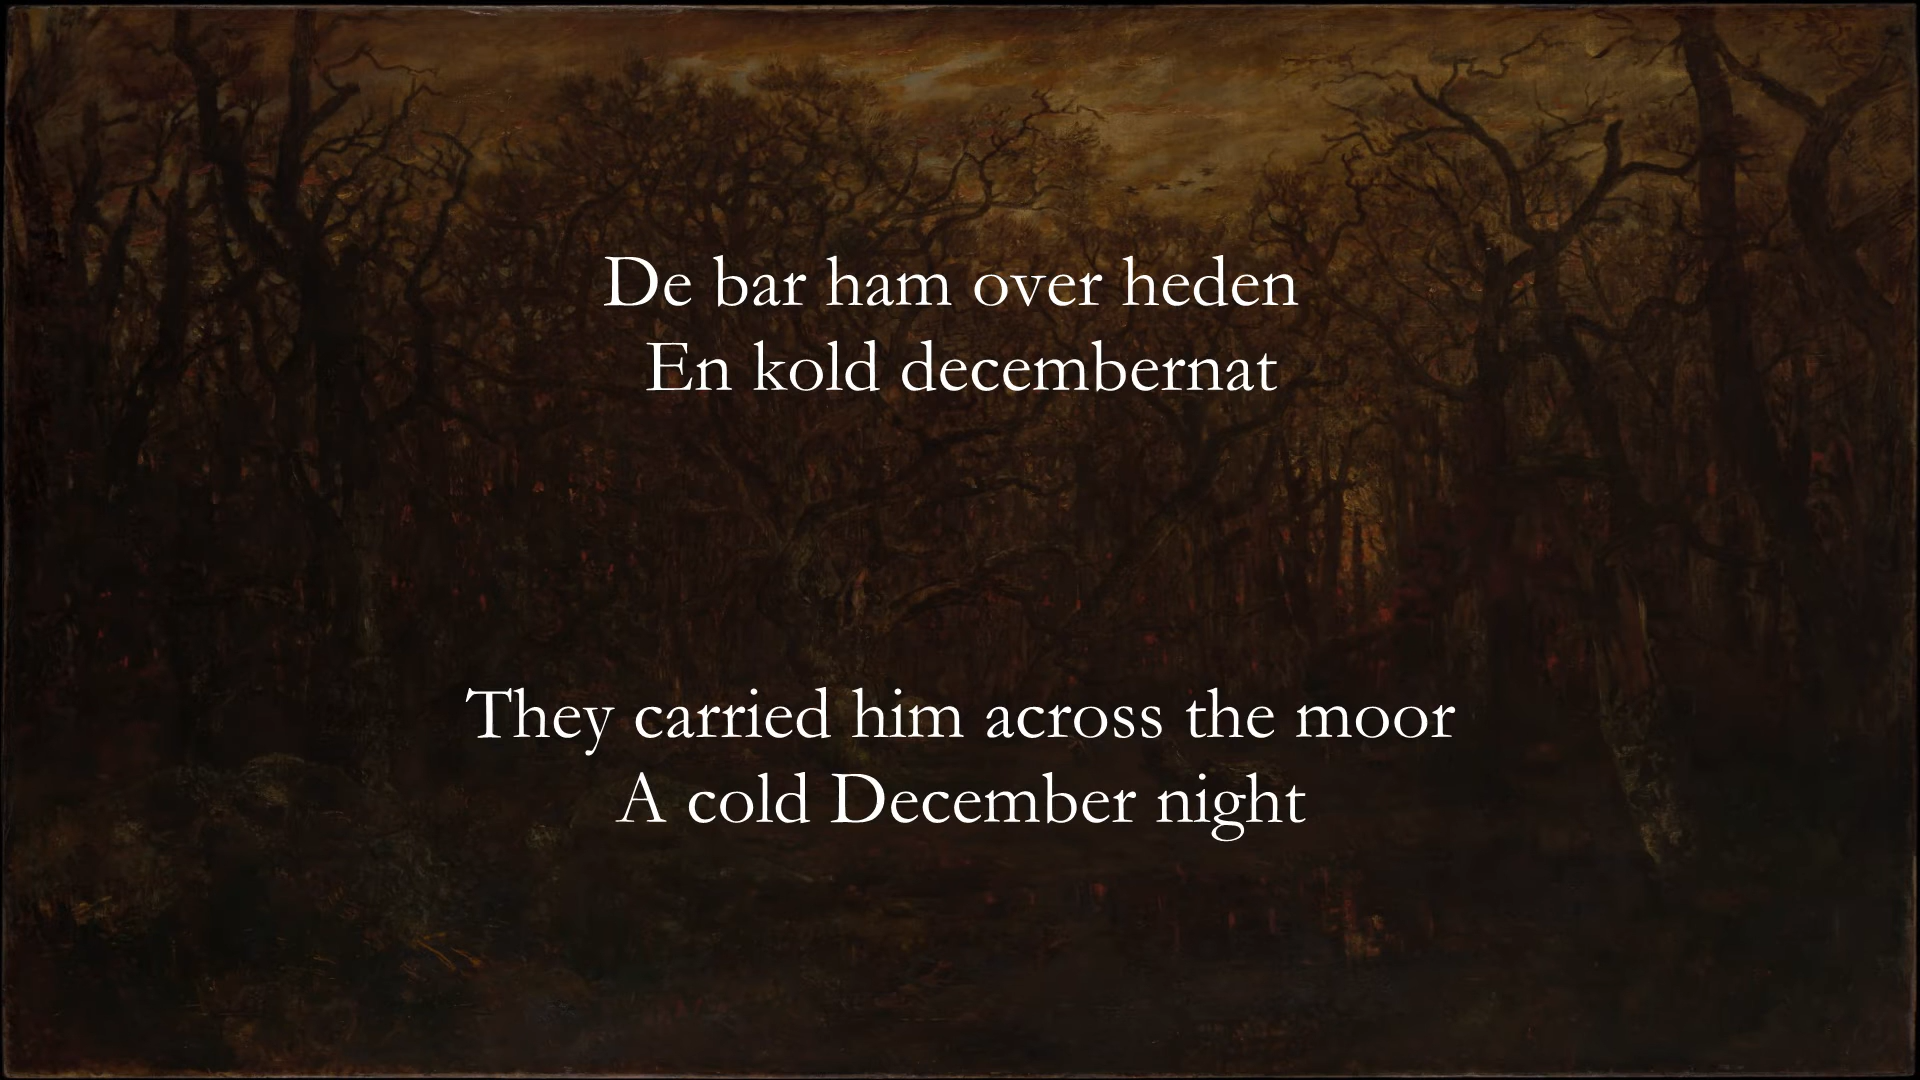 De bar ham over heden
En kold decembernat
They carried him across the moor
A cold December night